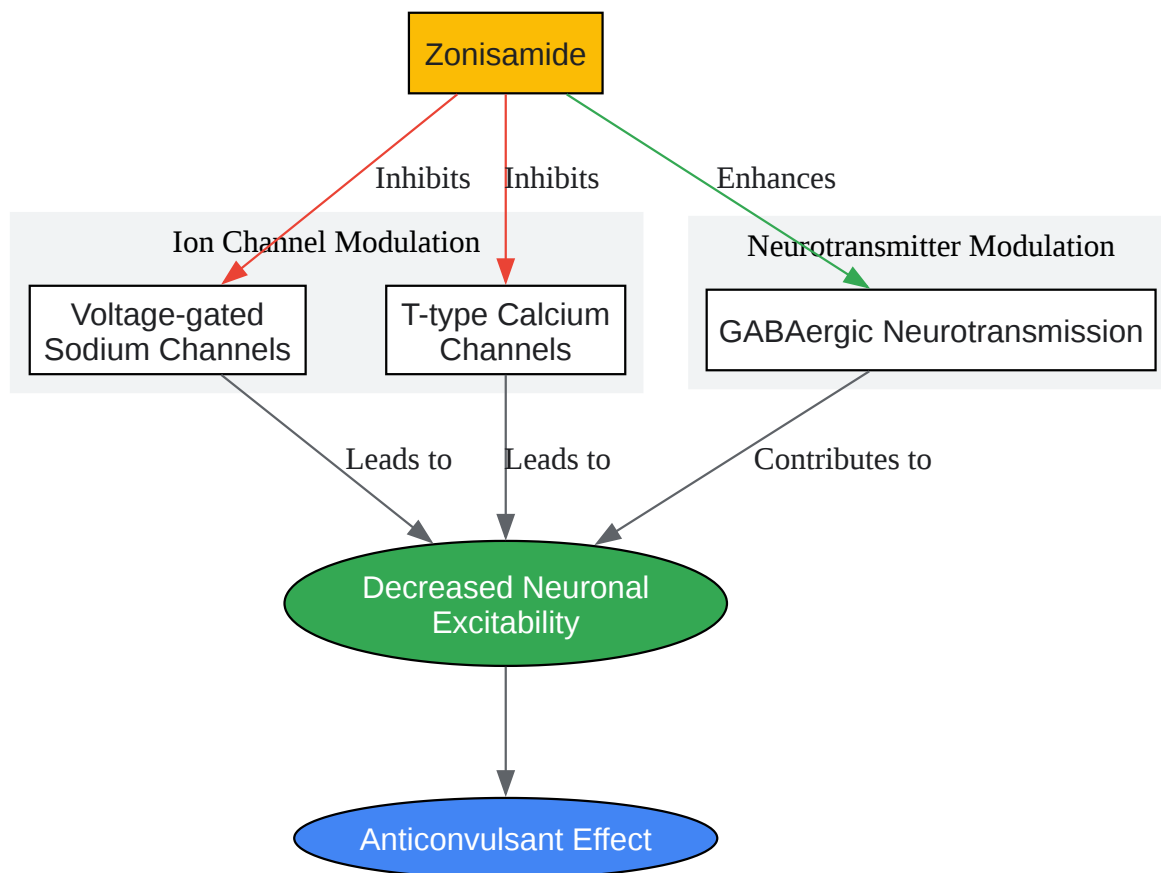 Zonisamide
Inhibits
Inhibits
Enhances
Ion Channel Modulation
Neurotransmitter Modulation
Voltage-gated
Sodium Channels
T-type Calcium
Channels
GABAergic Neurotransmission
Leads to
Leads to
Contributes to
Decreased Neuronal
Excitability
Anticonvulsant Effect